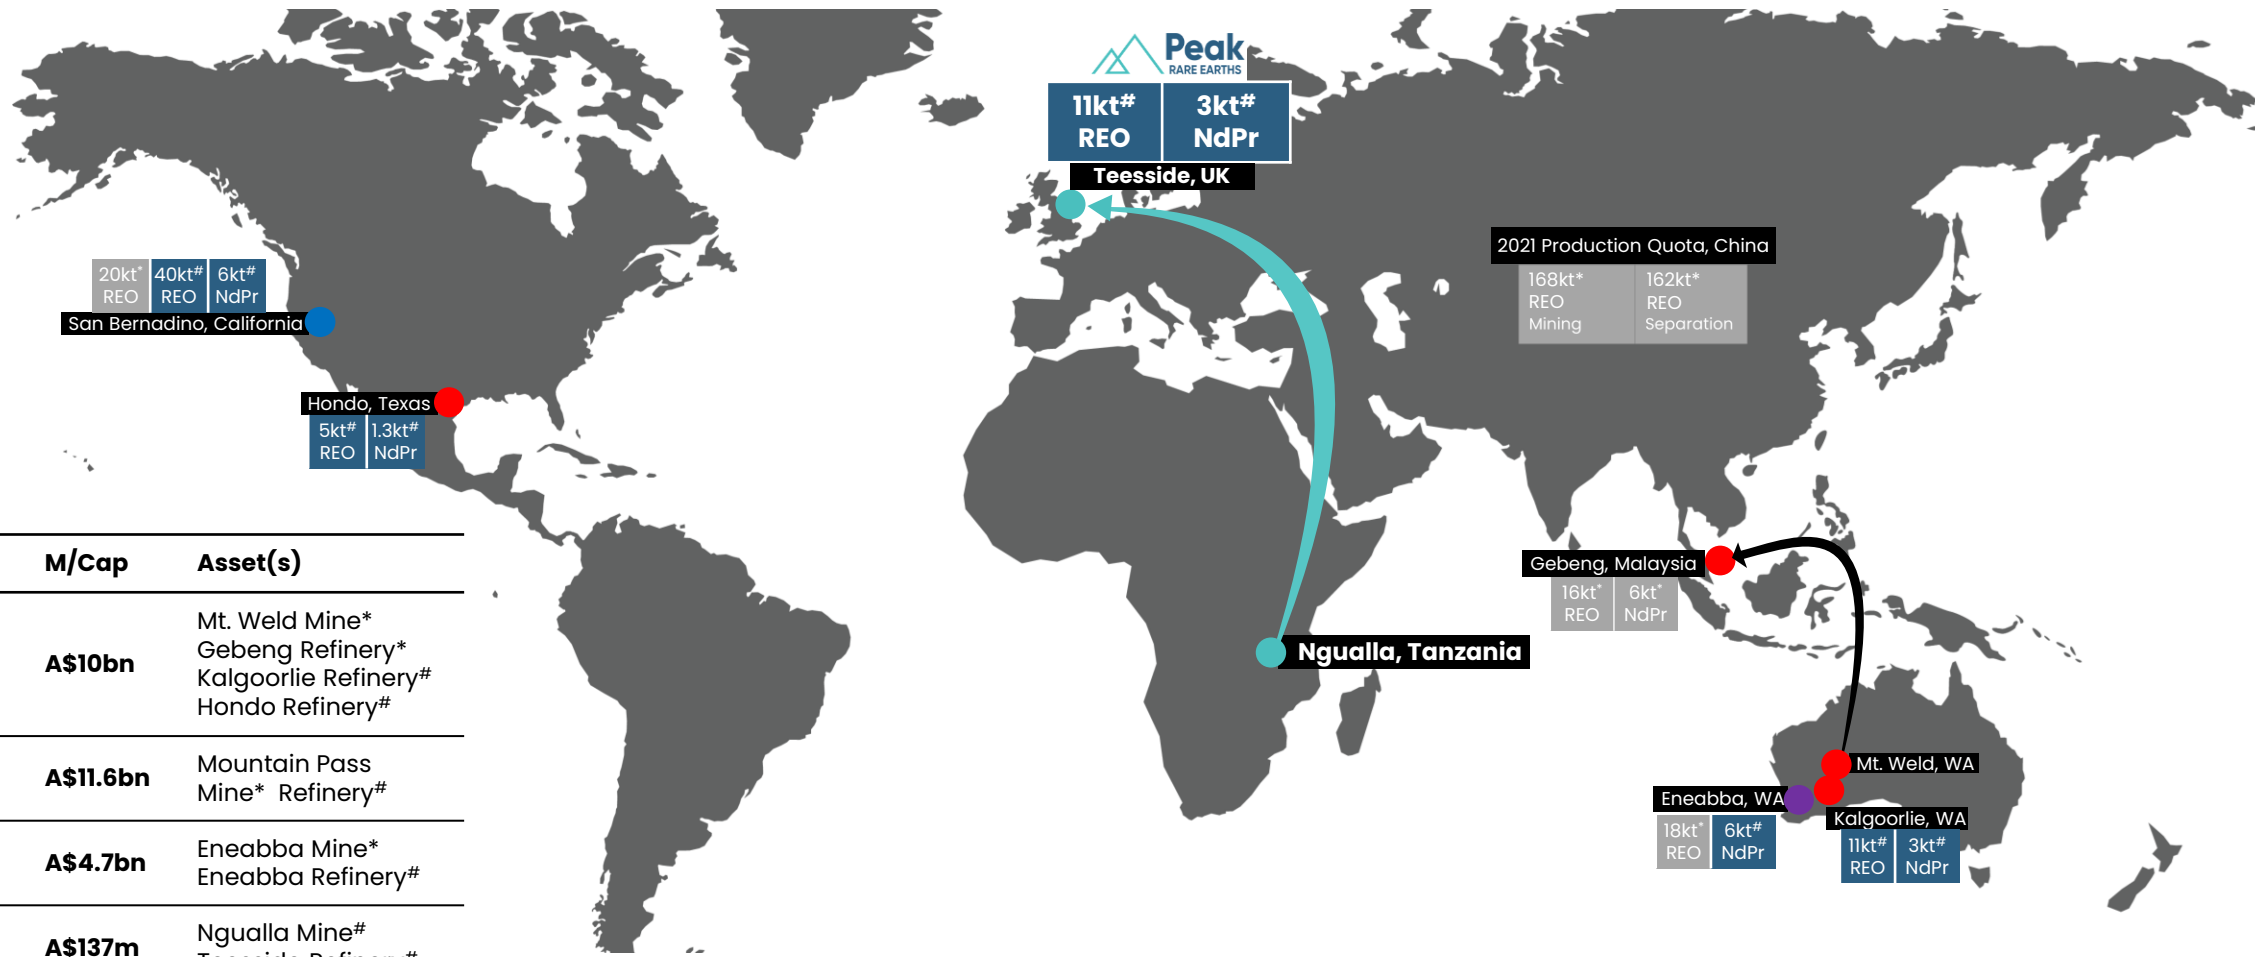 Peak
RARE EARTHS
11kt# 3kt#
REO NdPr
Teesside, UK
2021 Production Quota, China
168kt* 162kt*
REO REO
Mining Separation
20kt* 40kt# 6kt#
REO REO NdPr
San Bernadino, California
Hondo, Texas
5kt# 1.3kt#
REO NdPr
Gebeng, Malaysia
16kt* 6kt*
REO NdPr
Ngualla, Tanzania
Mt. Weld, WA
Eneabba, WA
18kt* 6kt#
REO NdPr
Kalgoorlie, WA
11kt# 3kt#
REO NdPr
M/Cap Asset(s)
A$10bn
Mt. Weld Mine*
Gebeng Refinery*
Kalgoorlie Refinery#
Hondo Refinery#
A$11.6bn
Mountain Pass
Mine* Refinery#
A$4.7bn
Eneabba Mine*
Eneabba Refinery#
A$137m
Ngualla Mine#
Teesside Refinery#